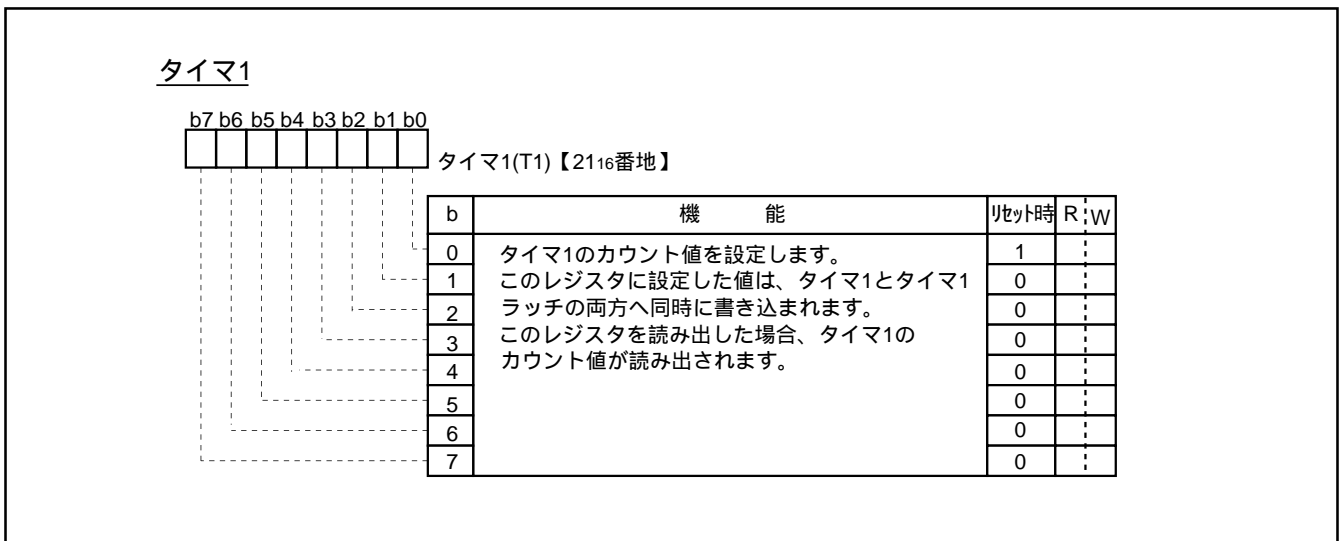 タイマ1
b7 b6 b5 b4 b3 b2 b1 b0
タイマ1(T1)【2116番地】
b 機 能 リセット時 R W
0 タイマ1のカウント値を設定します。 1
1 このレジスタに設定した値は、タイマ1とタイマ1 0
2 ラッチの両方へ同時に書き込まれます。 0
3 このレジスタを読み出した場合、タイマ1の 0
4 カウント値が読み出されます。 0
5 0
6 0
7 0